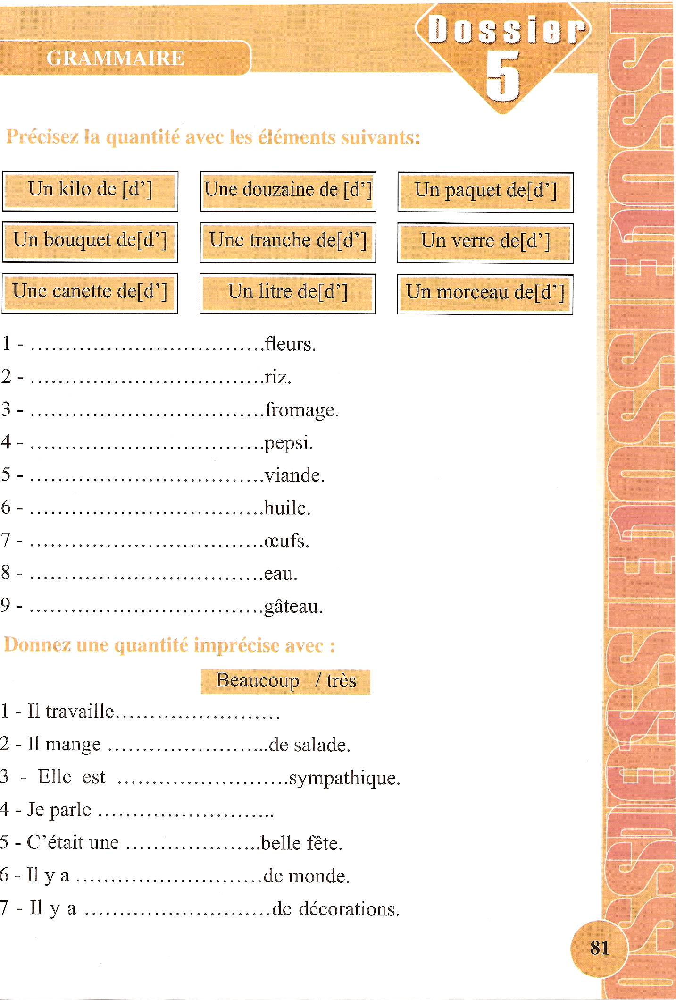 Dossier
5
GRAMMAIRE
Précisez la quantité avec les éléments suivants:
Un kilo de [d’]
Une douzaine de [d’]
Un paquet de[d’]
Un bouquet de[d’]
Une tranche de[d’]
Un verre de[d’]
Une canette de[d’]
Un litre de[d’]
Un morceau de[d’]
1 - ……………………………fleurs.
2 - ……………………………riz.
3 - ……………………………fromage.
4 - ……………………………pepsi.
5 - ……………………………viande.
6 - ……………………………huile.
7 - ……………………………œufs.
8 - ……………………………eau.
9 - ……………………………gâteau.
Donnez une quantité imprécise avec :
Beaucoup / très
1 - Il travaille……………………
2 - Il mange …………………..de salade.
3 - Elle est ……………………sympathique.
4 - Je parle ……………………..
5 - C’était une ………………..belle fête.
6 - Il y a ………………………de monde.
7 - Il y a ………………………de décorations.
81